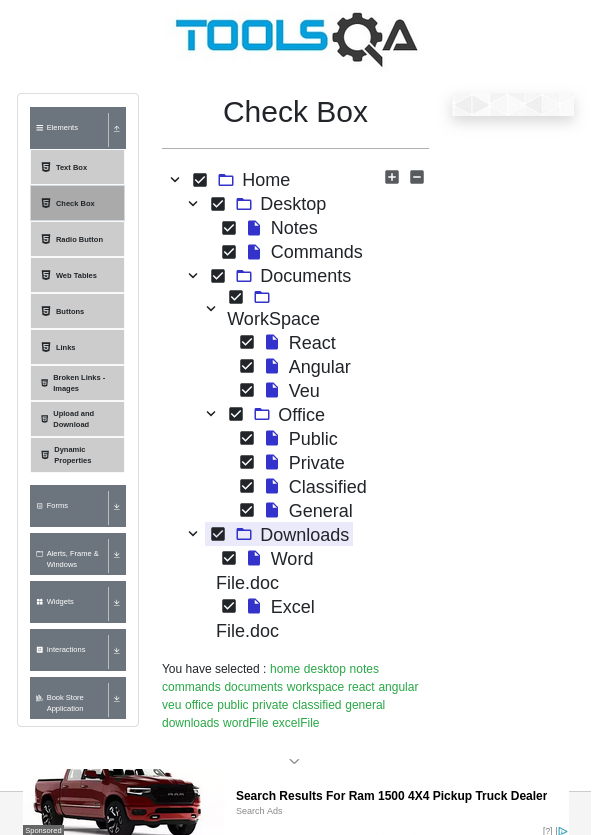 TOOLSQA
Check Box
Elements
Text Box
Check Box
Radio Button
Web Tables
Buttons
Links
Broken Links -
Images
Upload and
Download
Dynamic
Properties
Forms
Alerts, Frame &
Windows
Widgets
Interactions
Book Store
Application
Home
Desktop
Notes
Commands
Documents
WorkSpace
React
Angular
Veu
Office
Public
Private
Classified
General
Downloads
Word
File.doc
Excel
File.doc
You have selected : home desktop notes
commands documents workspace react angular
veu office public private classified general
downloads wordFile excelFile
Search Results For Ram 1500 4X4 Pickup Truck Dealer
Search Ads
Sponsored
[?]